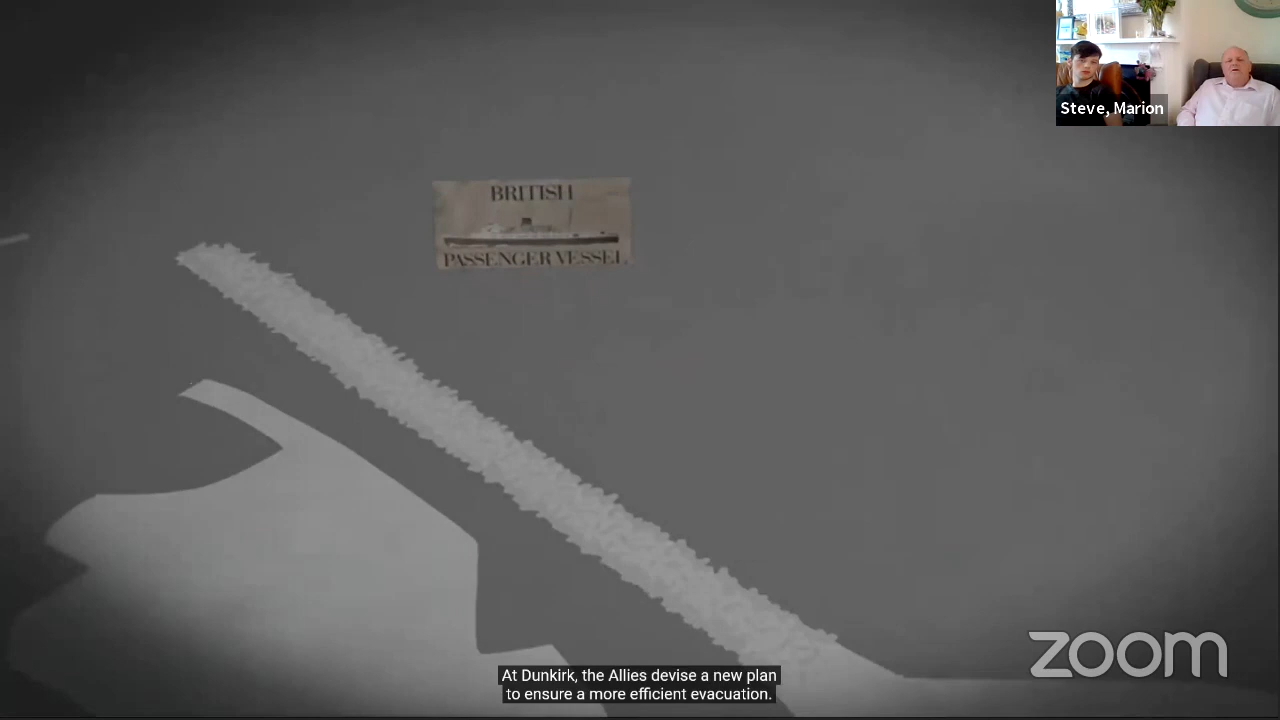 Steve, Marion
BRITISH
PASSENGER VESSEL
zoom
At Dunkirk, the Allies devise a new plan
to ensure a more efficient evacuation.